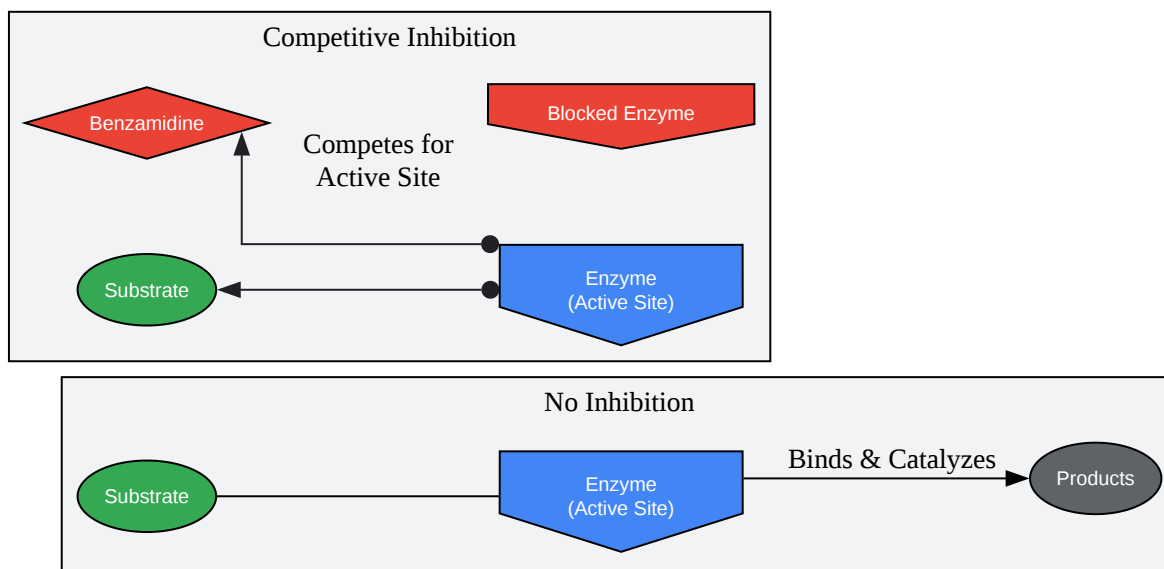 Competitive Inhibition
Benzamidine
Blocked Enzyme
Competes for
Active Site
Substrate
Enzyme
(Active Site)
No Inhibition
Substrate
Enzyme
(Active Site)
Binds & Catalyzes
Products